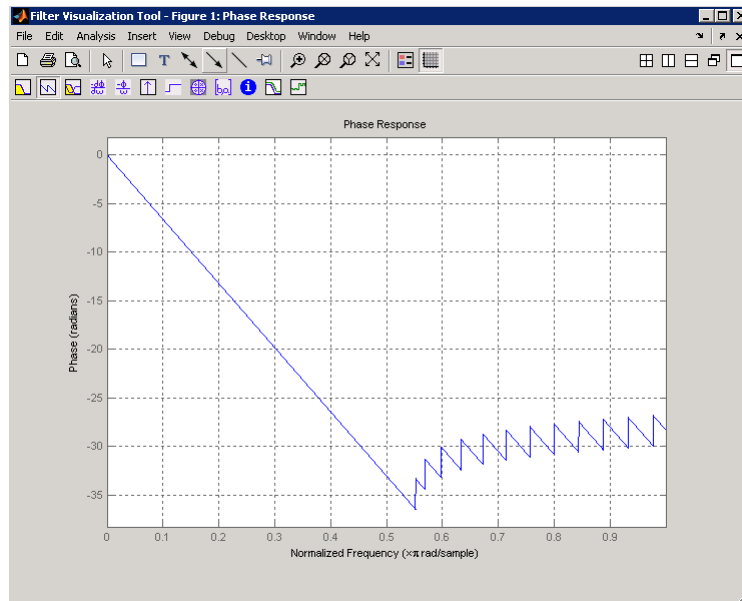 Filter Visualization Tool - Figure 1: Phase Response
File Edit Analysis Insert View Debug Desktop Window Help
Phase Response
0
-5
-10
-15
-20
-25
-30
-35
Phase (radians)
0 0.1 0.2 0.3 0.4 0.5 0.6 0.7 0.8 0.9
Normalized Frequency (×π rad/sample)